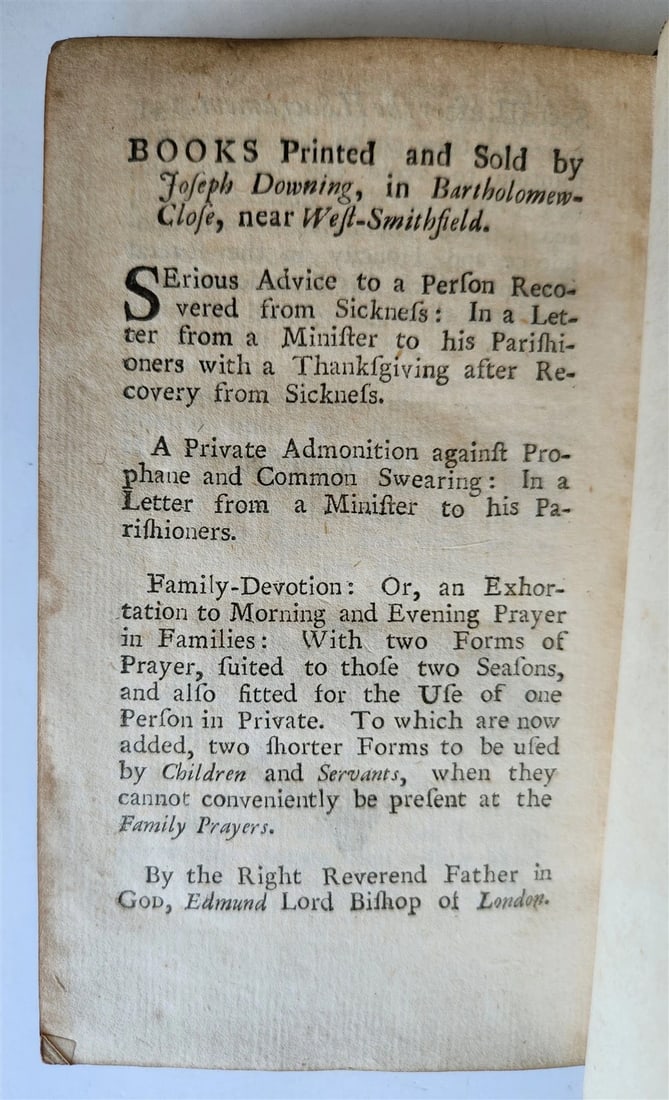 BOOKS Printed and Sold by
Joſeph Downing, in Bartholomew-
Cloſe, near Weſt-Smithfield.
SErious Advice to a Perſon Reco-
vered from Sickneſs: In a Let-
ter from a Miniſter to his Pariſhi-
oners with a Thankſgiving after Re-
covery from Sickneſs.
A Private Admonition againſt Pro-
phane and Common Swearing: In a
Letter from a Miniſter to his Pa-
riſhioners.
Family-Devotion: Or, an Exhor-
tation to Morning and Evening Prayer
in Families: With two Forms of
Prayer, ſuited to thoſe two Seaſons,
and alſo fitted for the Uſe of one
Perſon in Private. To which are now
added, two ſhorter Forms to be uſed
by Children and Servants, when they
cannot conveniently be preſent at the
Family Prayers.
By the Right Reverend Father in
GOD, Edmund Lord Biſhop of London.